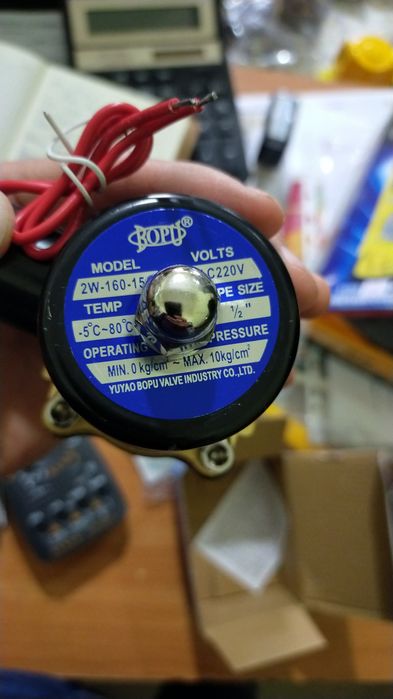 BOPU®
MODEL VOLTS
2W-160-15 C220V
TEMP PE SIZE
-5°C~80°C ½"
OPERATING PRESSURE
MIN. 0 kg/cm² ~ MAX. 10kg/cm²
YUYAO BOPU VALVE INDUSTRY CO.,LTD.